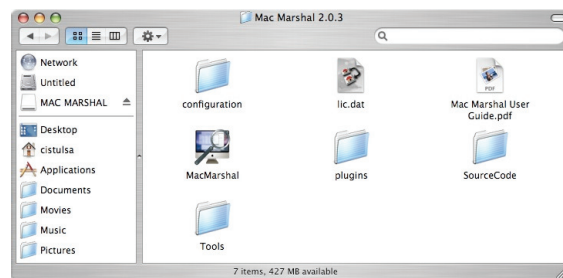 Mac Marshal 2.0.3
Network
Untitled
MAC MARSHAL
Desktop
cistulsa
Applications
Documents
Movies
Music
Pictures
configuration
lic.dat
PDF
Mac Marshal User
Guide.pdf
MacMarshal
plugins
SourceCode
Tools
7 items, 427 MB available